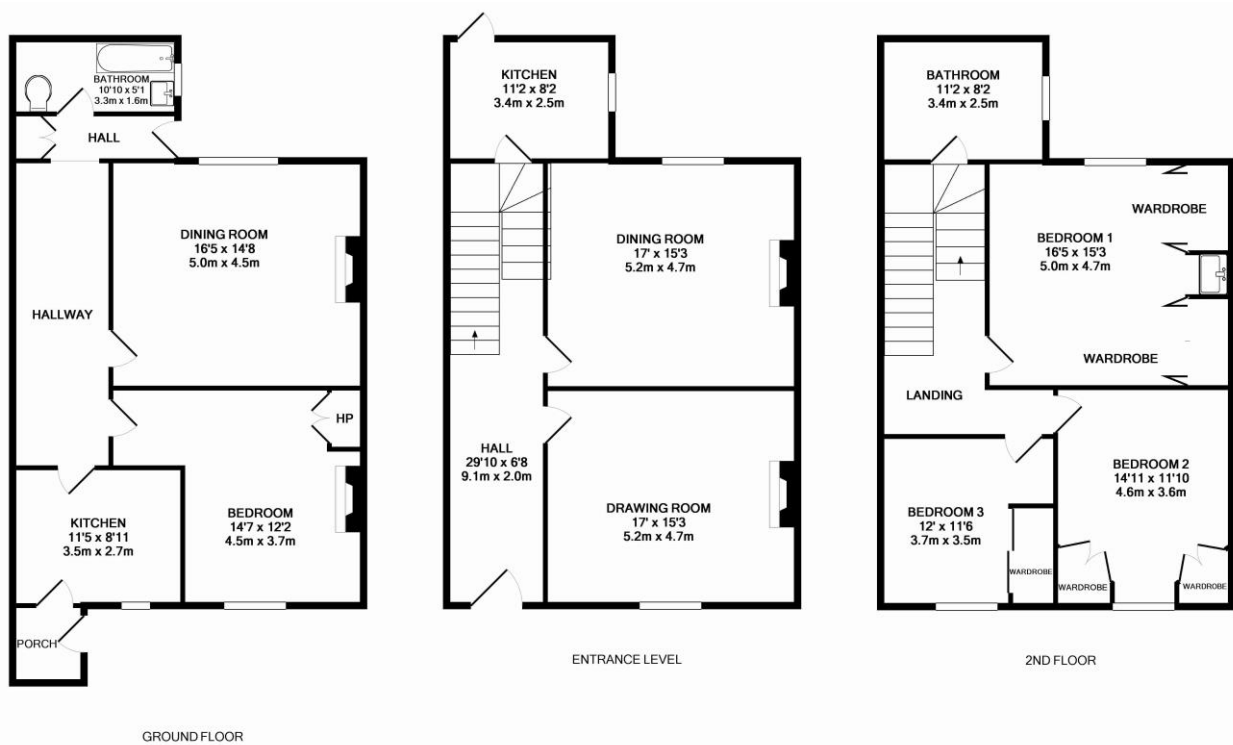 BATHROOM
10'10 x 5'1
3.3m x 1.6m
HALL
DINING ROOM
16'5 x 14'8
5.0m x 4.5m
HALLWAY
HP
BEDROOM
14'7 x 12'2
4.5m x 3.7m
KITCHEN
11'5 x 8'11
3.5m x 2.7m
PORCH
GROUND FLOOR
KITCHEN
11'2 x 8'2
3.4m x 2.5m
DINING ROOM
17' x 15'3
5.2m x 4.7m
HALL
29'10 x 6'8
9.1m x 2.0m
DRAWING ROOM
17' x 15'3
5.2m x 4.7m
ENTRANCE LEVEL
BATHROOM
11'2 x 8'2
3.4m x 2.5m
WARDROBE
BEDROOM 1
16'5 x 15'3
5.0m x 4.7m
WARDROBE
LANDING
BEDROOM 2
14'11 x 11'10
4.6m x 3.6m
BEDROOM 3
12' x 11'6
3.7m x 3.5m
WARDROBE
WARDROBE
WARDROBE
2ND FLOOR